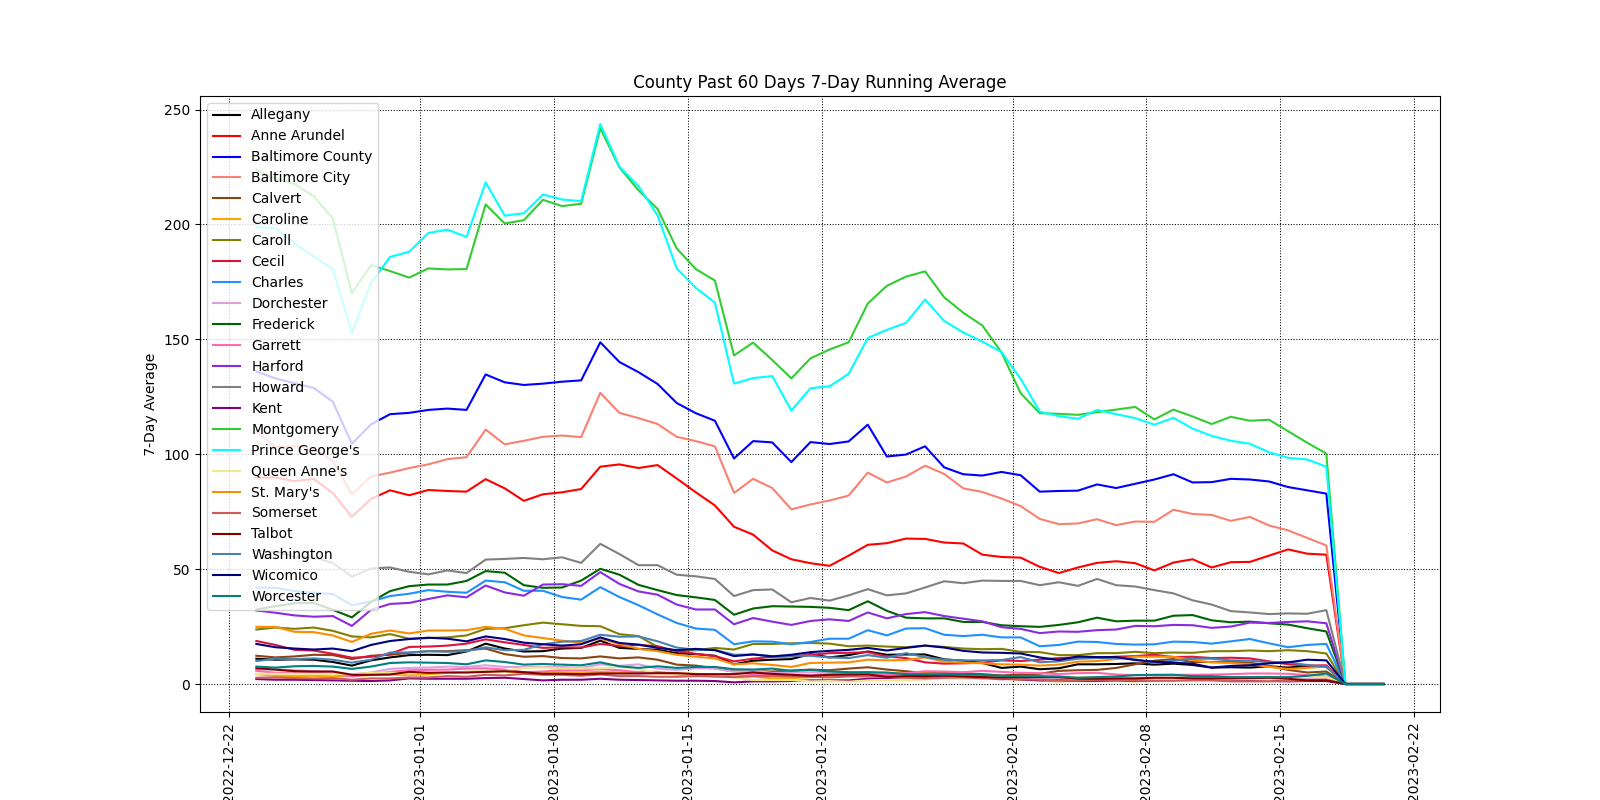 County Past 60 Days 7-Day Running Average
250
200
150
100
50
0
7-Day Average
Allegany
Anne Arundel
Baltimore County
Baltimore City
Calvert
Caroline
Caroll
Cecil
Charles
Dorchester
Frederick
Garrett
Harford
Howard
Kent
Montgomery
Prince George's
Queen Anne's
St. Mary's
Somerset
Talbot
Washington
Wicomico
Worcester
2022-12-22
2023-01-01
2023-01-08
2023-01-15
2023-01-22
2023-02-01
2023-02-08
2023-02-15
2023-02-22